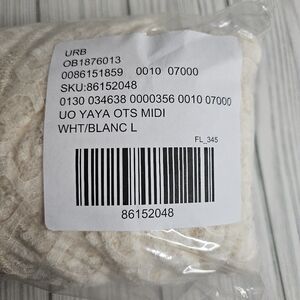 URB
OB1876013
0086151859 0010 07000
SKU:86152048
0130 034638 0000356 0010 07000
UO YAYA OTS MIDI
WHT/BLANC L
FL_345
86152048